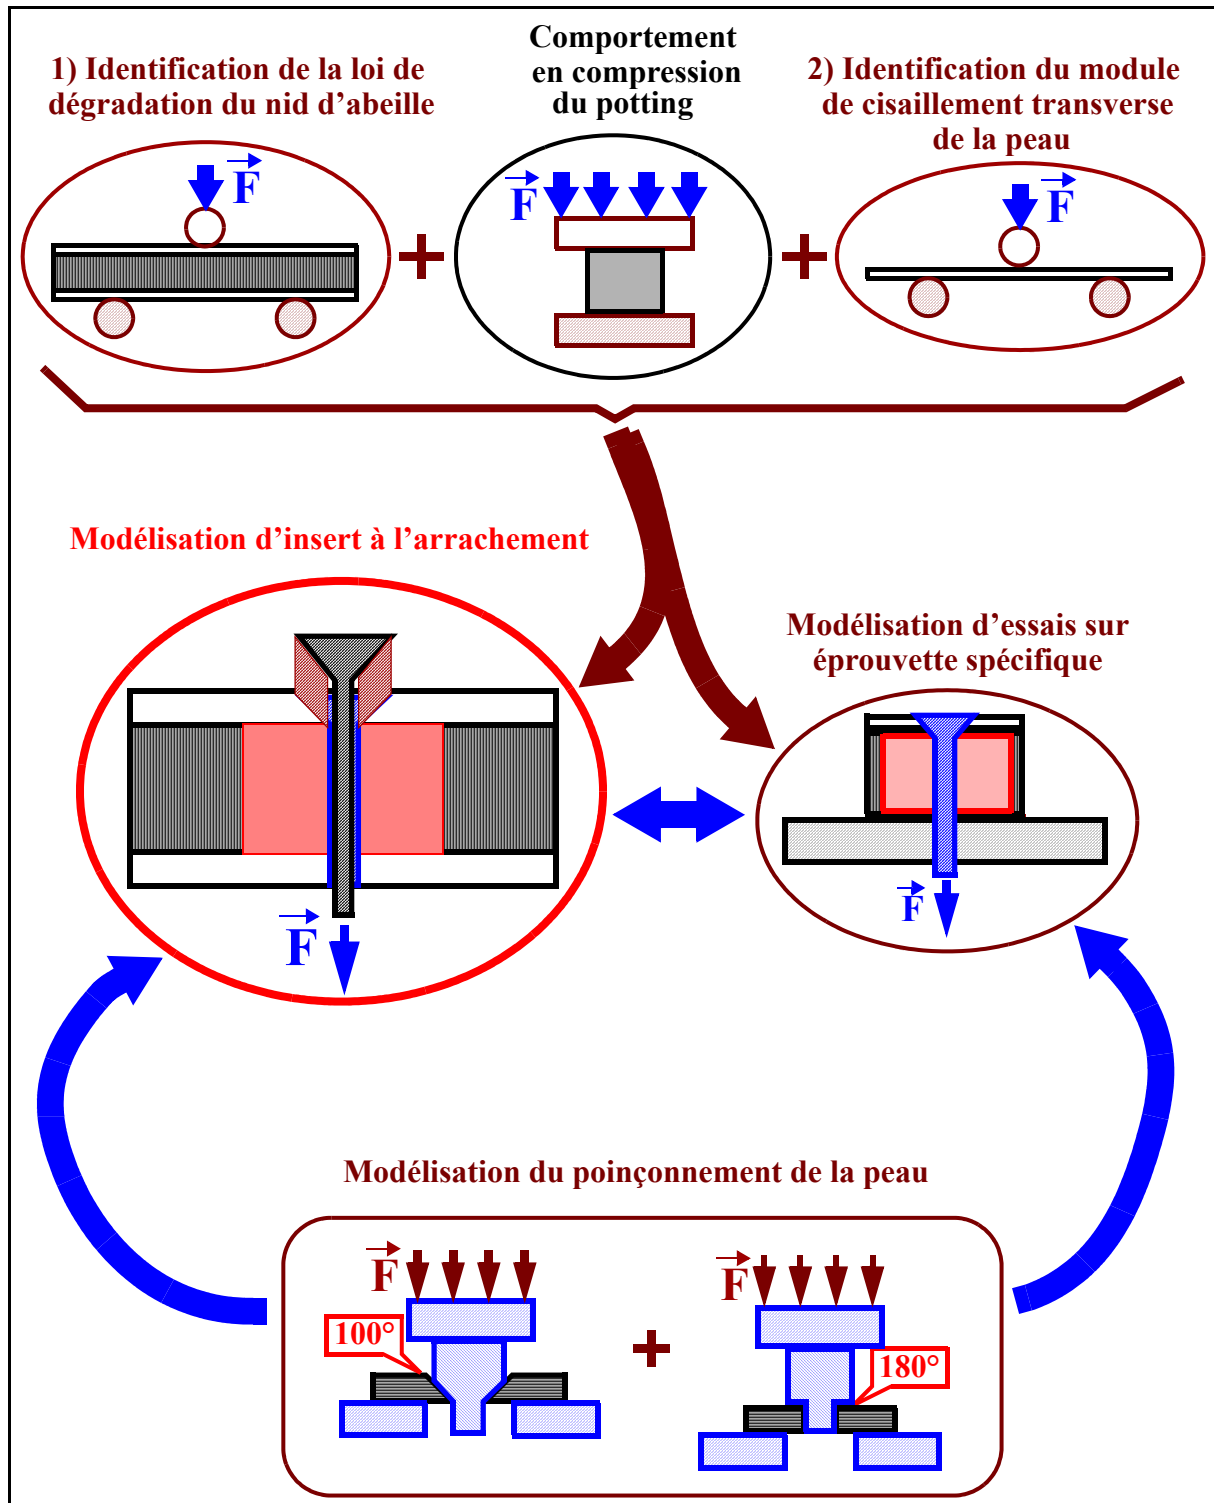 1) Identification de la loi de
dégradation du nid d’abeille
F
Comportement
en compression
du potting
F
2) Identification du module
de cisaillement transverse
de la peau
F
Modélisation d’insert à l’arrachement
F
Modélisation d’essais sur
éprouvette spécifique
F
Modélisation du poinçonnement de la peau
F
100°
F
180°